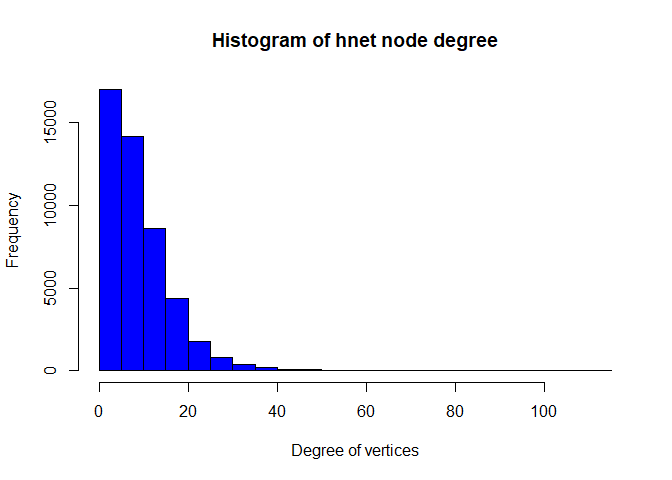 Histogram of hnet node degree
Frequency
15000
10000
5000
0
0 20 40 60 80 100
Degree of vertices